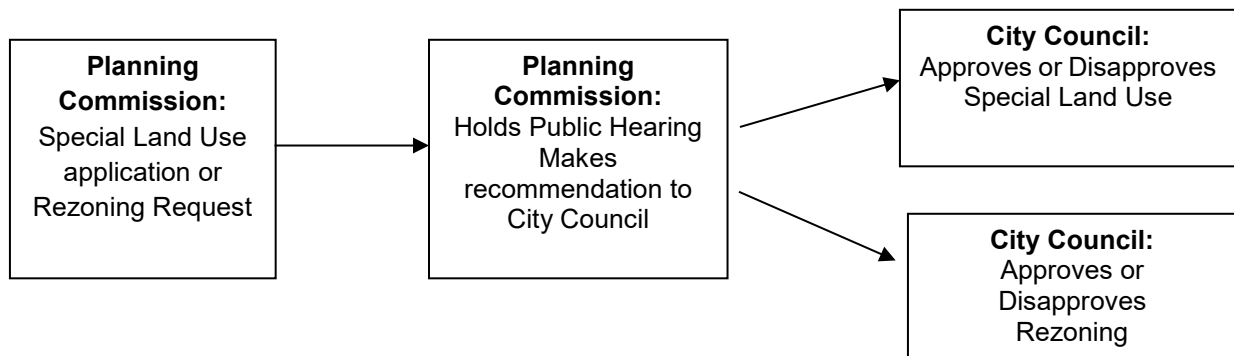 Planning
Commission:
Special Land Use
application or
Rezoning Request
Planning
Commission:
Holds Public Hearing
Makes
recommendation to
City Council
City Council:
Approves or Disapproves
Special Land Use
City Council:
Approves or
Disapproves
Rezoning